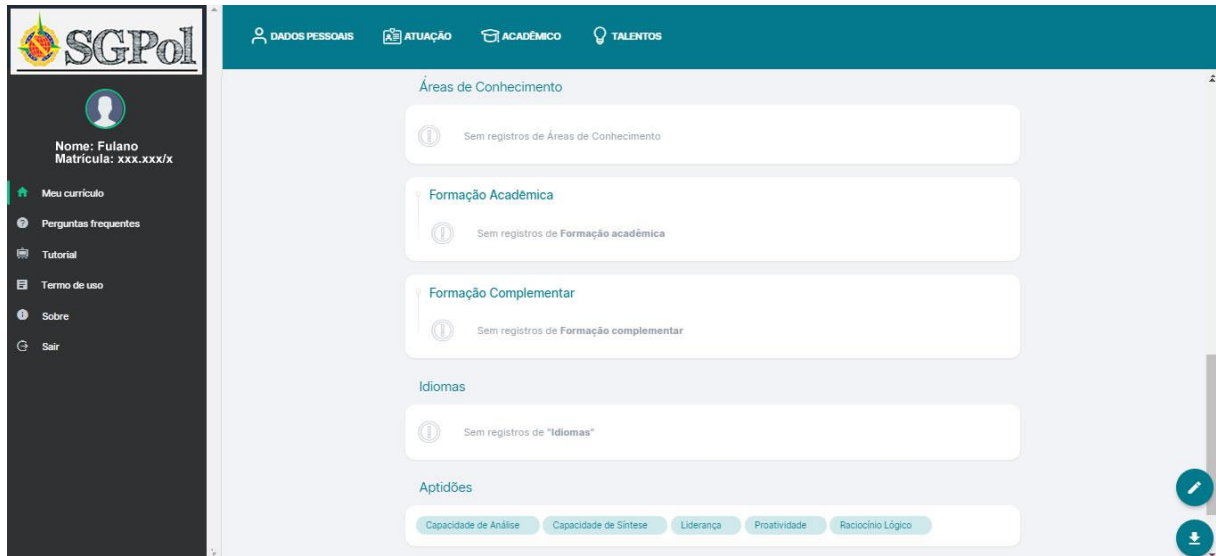 SGPol
Nome: Fulano
Matrícula: xxx.xxx/x
Meu currículo
Perguntas frequentes
Tutorial
Termo de uso
Sobre
Sair
DADOS PESSOAIS ATUAÇÃO ACADÊMICO TALENTOS
Áreas de Conhecimento
Sem registros de Áreas de Conhecimento
Formação Acadêmica
Sem registros de Formação acadêmica
Formação Complementar
Sem registros de Formação complementar
Idiomas
Sem registros de "Idiomas"
Aptidões
Capacidade de Análise Capacidade de Síntese Liderança Proatividade Raciocínio Lógico